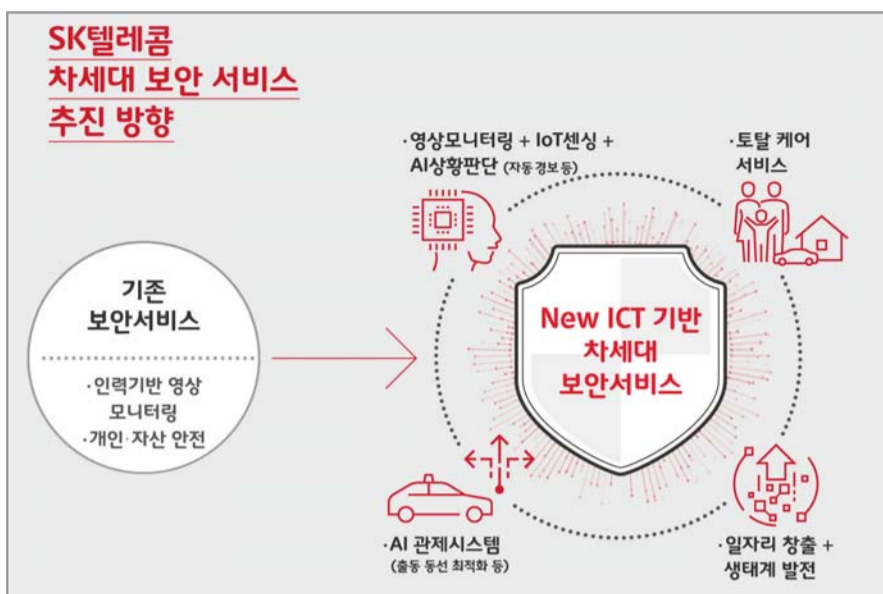 SK텔레콤
차세대 보안 서비스
추진 방향
기존
보안서비스
·인력기반 영상
모니터링
·개인·자산 안전
·영상모니터링 + IoT센싱 +
AI상황판단 (자동경보 등)
·토탈 케어
서비스
New ICT 기반
차세대
보안서비스
·AI 관제시스템
(출동 동선 최적화 등)
·일자리 창출 +
생태계 발전